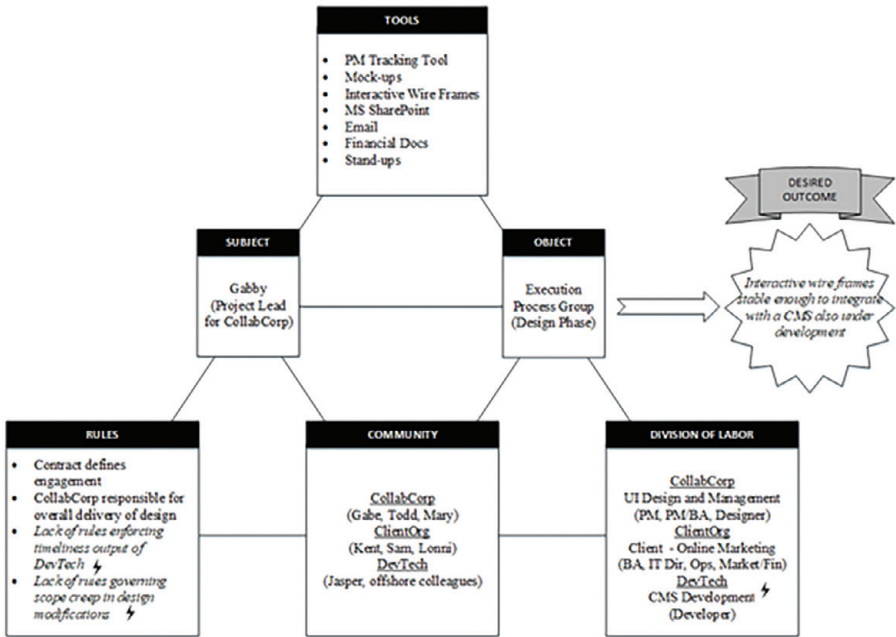 TOOLS
• PM Tracking Tool
• Mock-ups
• Interactive Wire Frames
• MS SharePoint
• Email
• Financial Docs
• Stand-ups
SUBJECT
Gabby
(Project Lead
for CollabCorp)
OBJECT
Execution
Process Group
(Design Phase)
DESIRED
OUTCOME
Interactive wire frames
stable enough to integrate
with a CMS also under
development
RULES
• Contract defines
engagement
• CollabCorp responsible for
overall delivery of design
• Lack of rules enforcing
timeliness output of
DevTech
• Lack of rules governing
scope creep in design
modifications
COMMUNITY
CollabCorp
(Gabe, Todd, Mary)
ClientOrg
(Kent, Sam, Lonni)
DevTech
(Jasper, offshore colleagues)
DIVISION OF LABOR
CollabCorp
UI Design and Management
(PM, PM/BA, Designer)
ClientOrg
Client - Online Marketing
(BA, IT Dir, Ops, Market/Fin)
DevTech
CMS Development
(Developer)